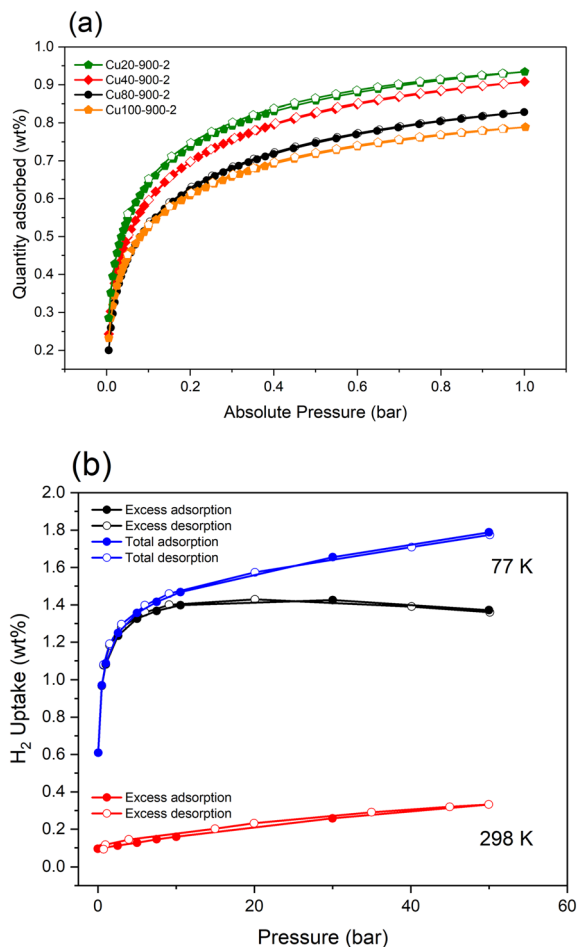 (a)
1.0
0.9
0.8
0.7
0.6
0.5
0.4
0.3
0.2
Quantity adsorbed (wt%)
Cu20-900-2
Cu40-900-2
Cu80-900-2
Cu100-900-2
0.0 0.2 0.4 0.6 0.8 1.0
Absolute Pressure (bar)
(b)
2.0
1.8
1.6
1.4
1.2
1.0
0.8
0.6
0.4
0.2
0.0
H₂ Uptake (wt%)
Excess adsorption
Excess desorption
Total adsorption
Total desorption
77 K
Excess adsorption
Excess desorption
298 K
0 20 40 60
Pressure (bar)